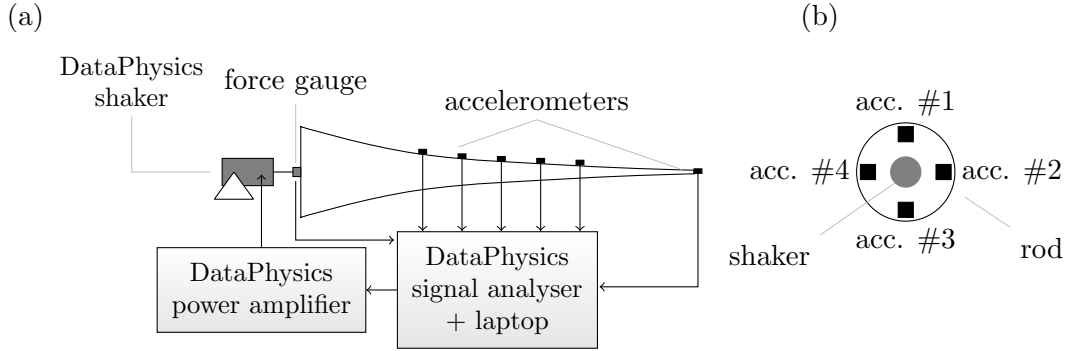 (a)
DataPhysics
shaker
force gauge
accelerometers
DataPhysics
power amplifier
DataPhysics
signal analyser
+ laptop
(b)
acc. #1
acc. #4
acc. #2
acc. #3
shaker
rod